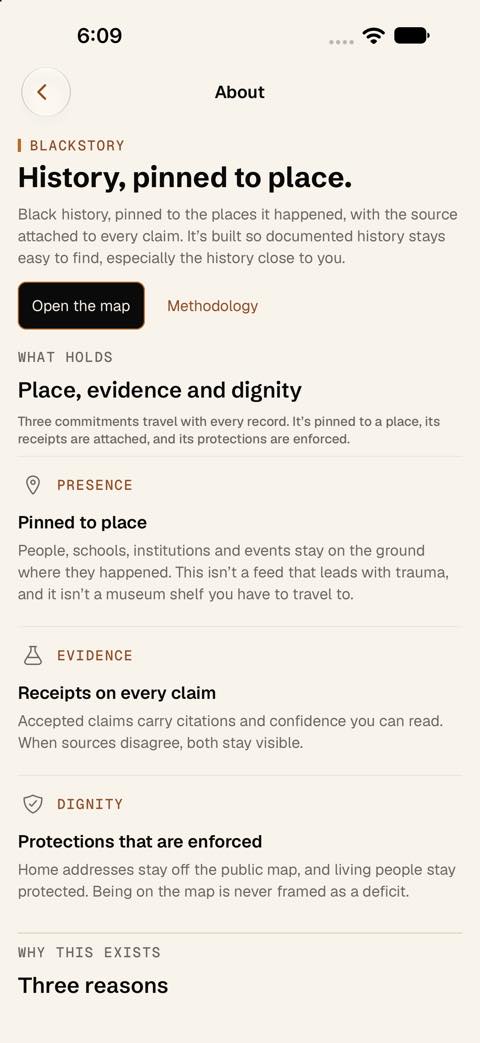 6:09
About
BLACKSTORY
History, pinned to place.
Black history, pinned to the places it happened, with the source
attached to every claim. It’s built so documented history stays
easy to find, especially the history close to you.
Open the map
Methodology
WHAT HOLDS
Place, evidence and dignity
Three commitments travel with every record. It’s pinned to a place, its
receipts are attached, and its protections are enforced.
PRESENCE
Pinned to place
People, schools, institutions and events stay on the ground
where they happened. This isn’t a feed that leads with trauma,
and it isn’t a museum shelf you have to travel to.
EVIDENCE
Receipts on every claim
Accepted claims carry citations and confidence you can read.
When sources disagree, both stay visible.
DIGNITY
Protections that are enforced
Home addresses stay off the public map, and living people stay
protected. Being on the map is never framed as a deficit.
WHY THIS EXISTS
Three reasons